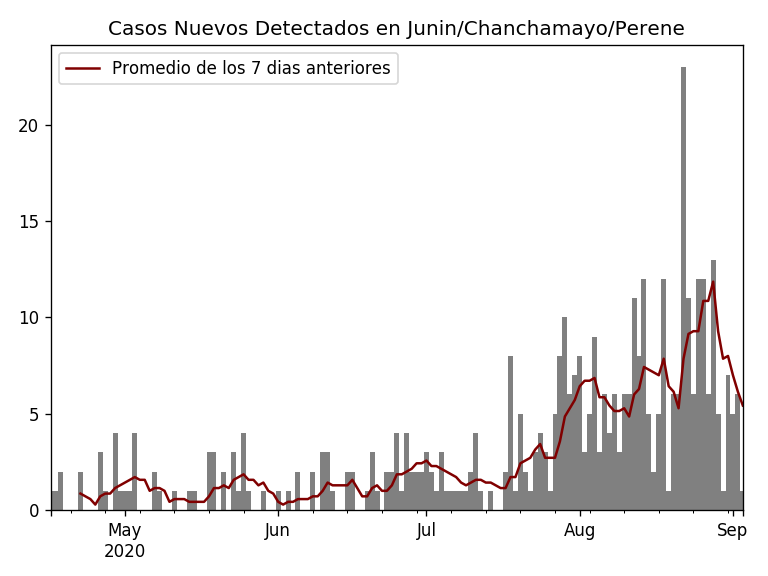 Casos Nuevos Detectados en Junin/Chanchamayo/Perene
Promedio de los 7 dias anteriores
20
15
10
5
0
May Jun Jul Aug Sep
2020